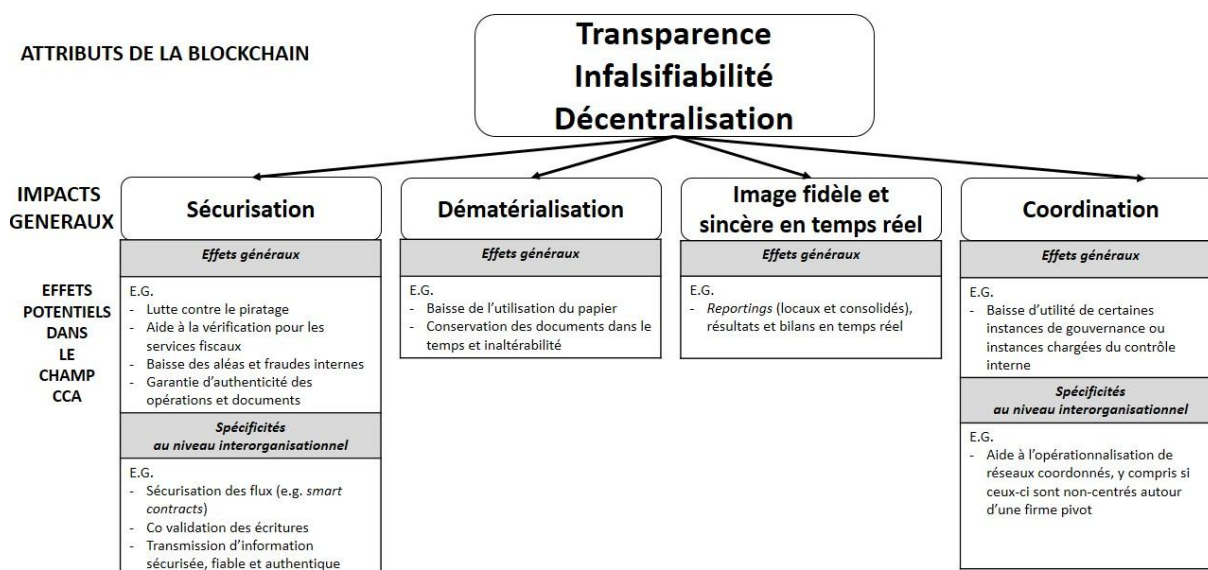 ATTRIBUTS DE LA BLOCKCHAIN
Transparence
Infalsifiabilité
Décentralisation
IMPACTS
GENERAUX
Sécurisation
Dématérialisation
Image fidèle et
sincère en temps réel
Coordination
EFFETS
POTENTIELS
DANS
LE
CHAMP
CCA
Effets généraux
E.G.
- Lutte contre le piratage
- Aide à la vérification pour les
services fiscaux
- Baisse des aléas et fraudes internes
- Garantie d'authenticité des
opérations et documents
Spécificités
au niveau interorganisationnel
E.G.
- Sécurisation des flux (e.g. smart
contracts)
- Co validation des écritures
- Transmission d'information
sécurisée, fiable et authentique
Effets généraux
E.G.
- Baisse de l'utilisation du papier
- Conservation des documents dans le
temps et inaltérabilité
Effets généraux
E.G.
- Reportings (locaux et consolidés),
résultats et bilans en temps réel
Effets généraux
E.G.
- Baisse d'utilité de certaines
instances de gouvernance ou
instances chargées du contrôle
interne
Spécificités
au niveau interorganisationnel
E.G.
- Aide à l'opérationnalisation de
réseaux coordonnés, y compris si
ceux-ci sont non-centrés autour
d'une firme pivot